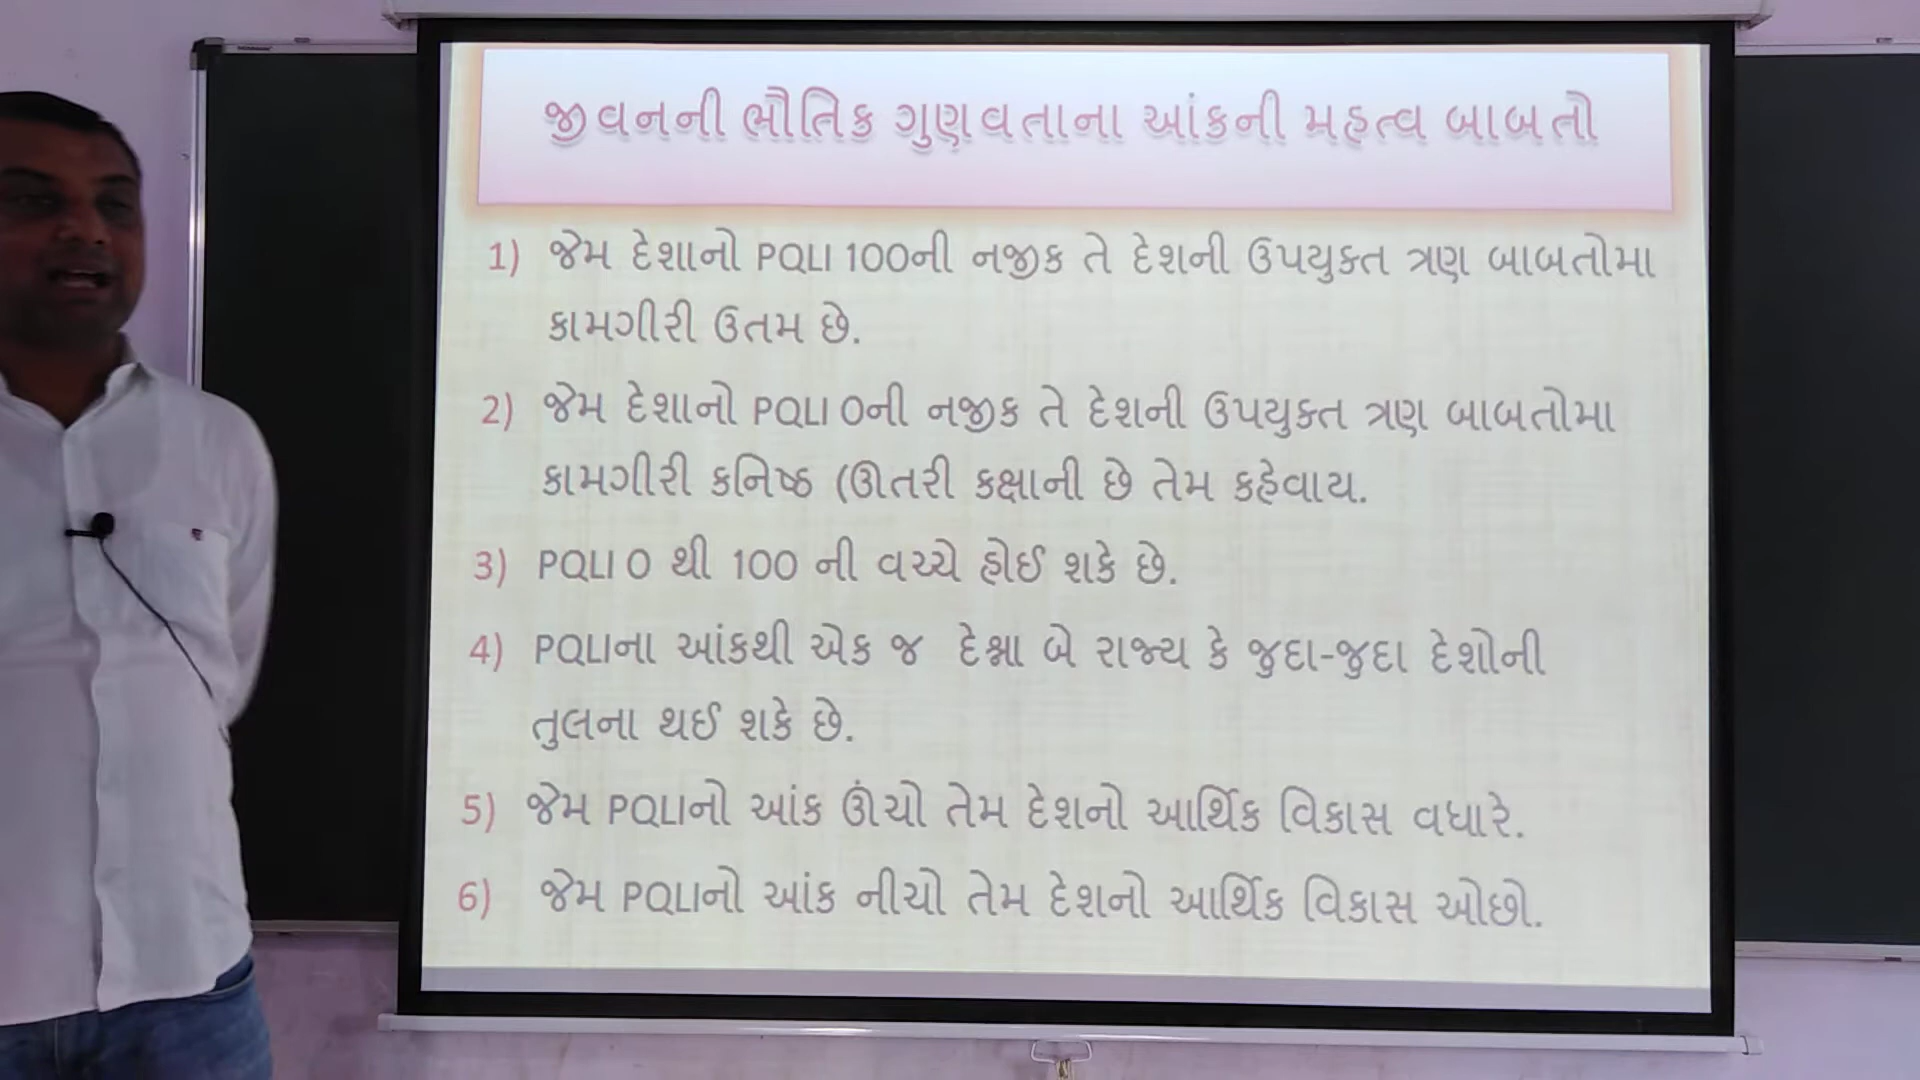 જીવનની ભૌતિક ગુણવતાના આંકની મહત્વ બાબતો
1) જેમ દેશાનો PQLI 100ની નજીક તે દેશની ઉપયુક્ત ત્રણ બાબતોમા
કામગીરી ઉતમ છે.
2) જેમ દેશાનો PQLI 0ની નજીક તે દેશની ઉપયુક્ત ત્રણ બાબતોમા
કામગીરી કનિષ્ઠ (ઊતરી કક્ષાની છે તેમ કહેવાય.
3) PQLI 0 થી 100 ની વચ્ચે હોઈ શકે છે.
4) PQLIના આંકથી એક જ દેશ્ના બે રાજ્ય કે જુદા-જુદા દેશોની
તુલના થઈ શકે છે.
5) જેમ PQLIનો આંક ઊંચો તેમ દેશનો આર્થિક વિકાસ વધારે.
6) જેમ PQLIનો આંક નીચો તેમ દેશનો આર્થિક વિકાસ ઓછો.